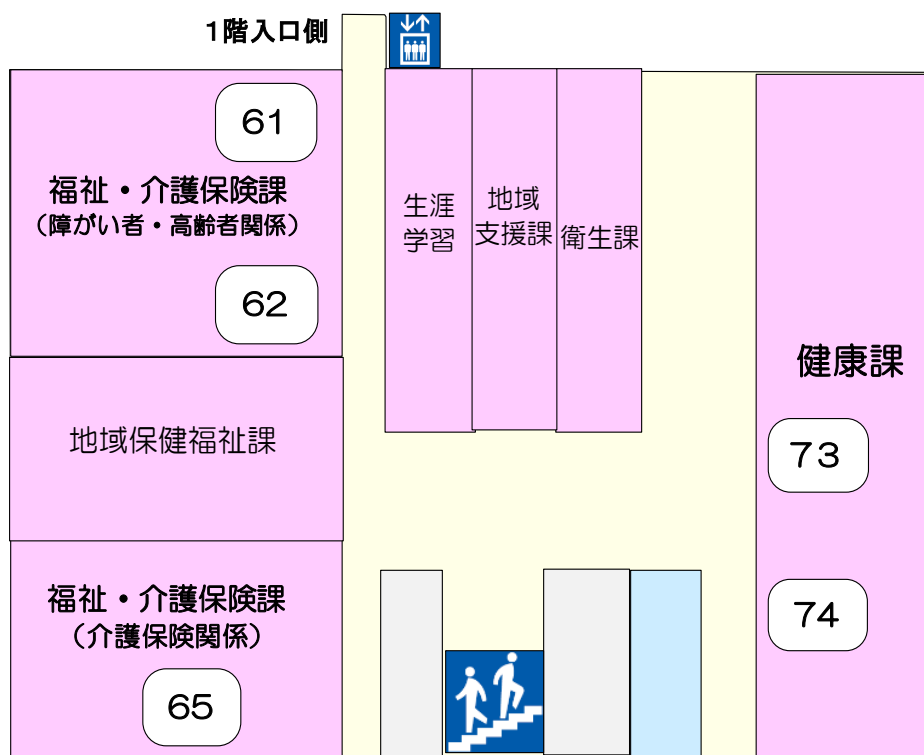 1階入口側
61
福祉・介護保険課
（障がい者・高齢者関係）
62
地域保健福祉課
福祉・介護保険課
（介護保険関係）
65
生涯
学習
地域
支援課
衛生課
健康課
73
74